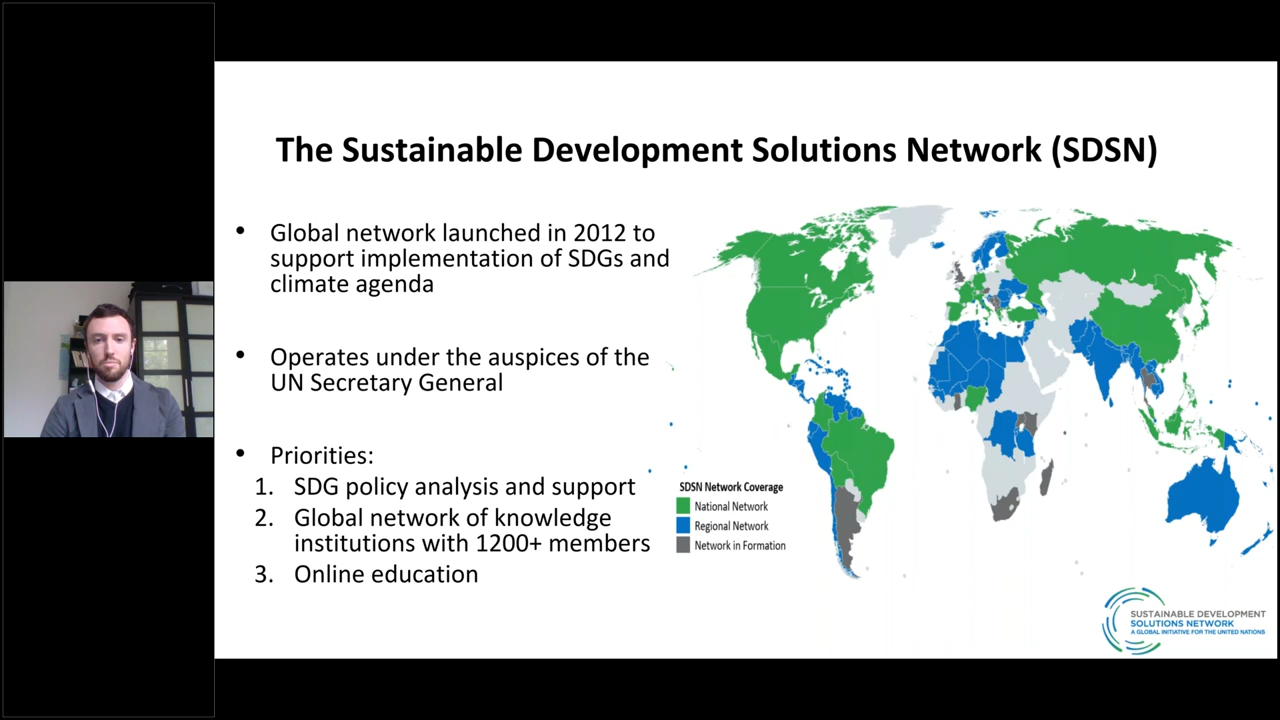 The Sustainable Development Solutions Network (SDSN)
• Global network launched in 2012 to
support implementation of SDGs and
climate agenda
• Operates under the auspices of the
UN Secretary General
• Priorities:
1. SDG policy analysis and support
2. Global network of knowledge
institutions with 1200+ members
3. Online education
SDSN Network Coverage
National Network
Regional Network
Network in Formation
SUSTAINABLE DEVELOPMENT
SOLUTIONS NETWORK
A GLOBAL INITIATIVE FOR THE UNITED NATIONS